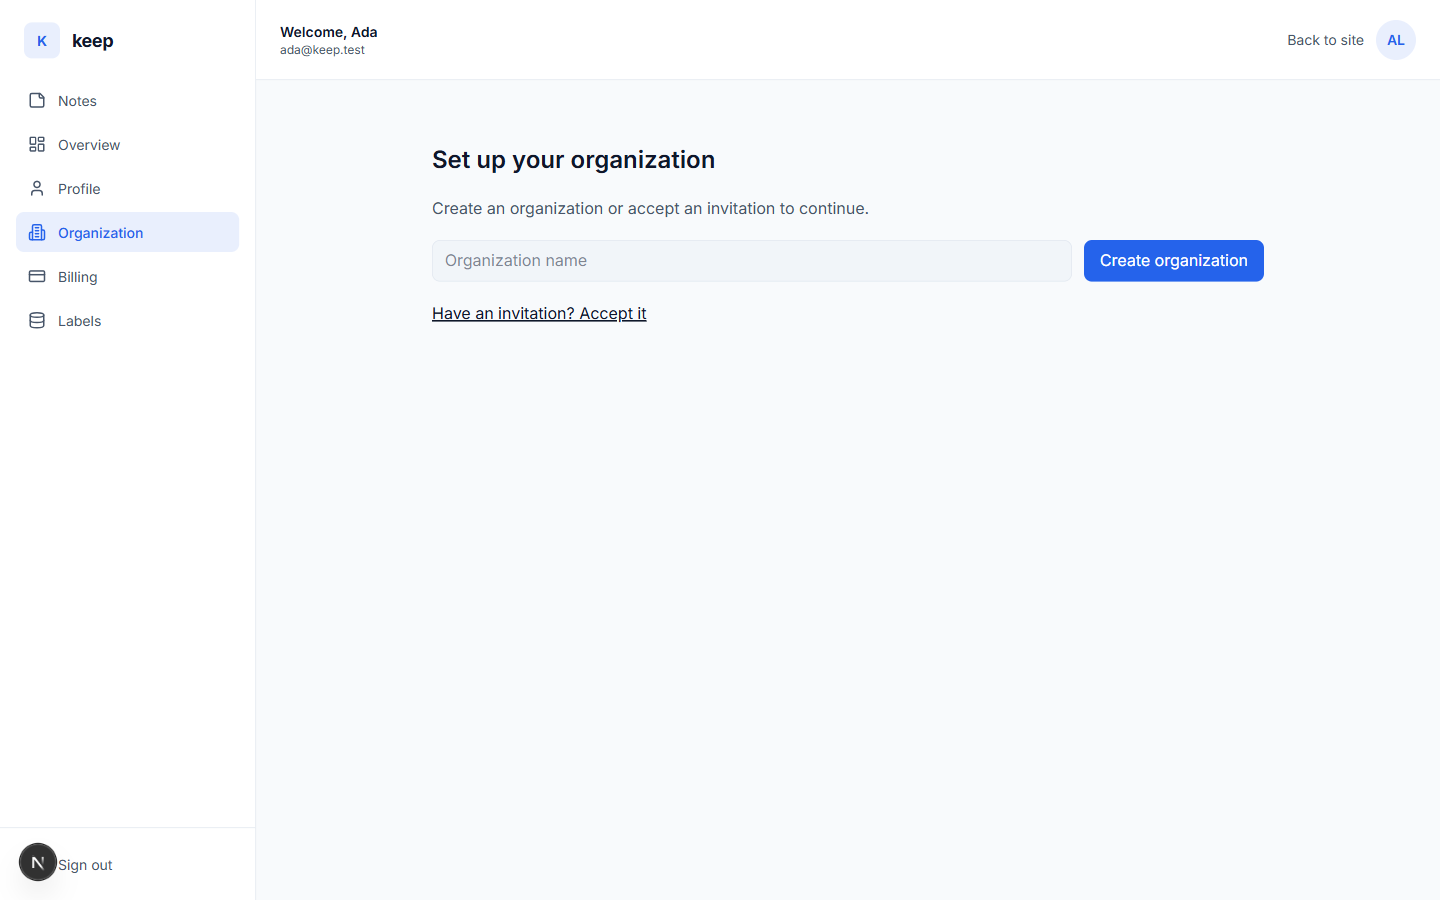 K
keep
Notes
Overview
Profile
Organization
Billing
Labels
N
Sign out
Welcome, Ada
ada@keep.test
Back to site
AL
Set up your organization
Create an organization or accept an invitation to continue.
Organization name
Create organization
Have an invitation? Accept it